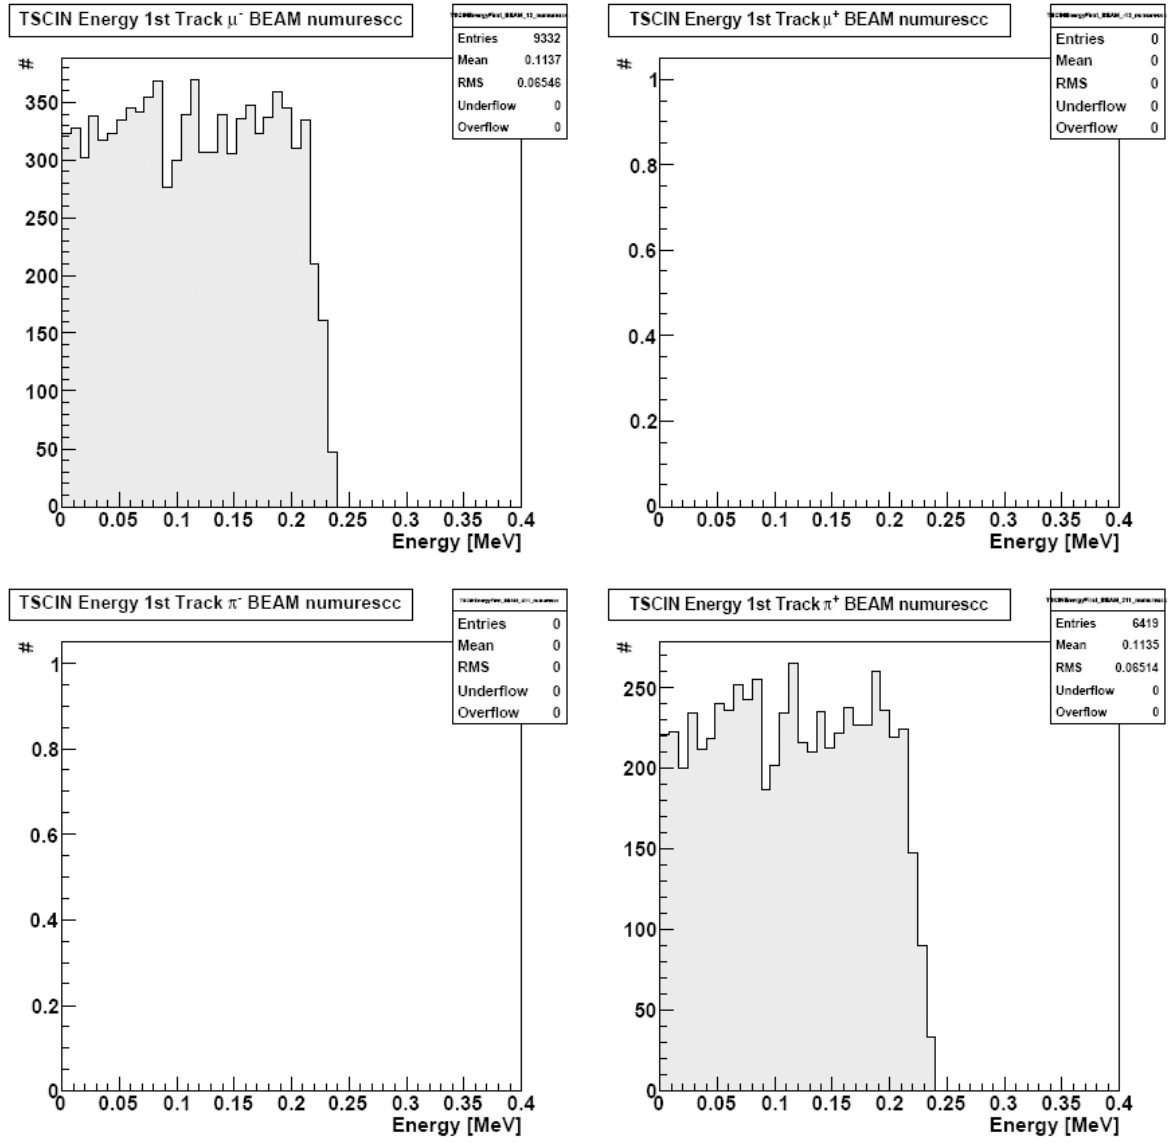 TSCIN Energy 1st Track μ⁻ BEAM numurescc
Entries 9332
Mean 0.1137
RMS 0.06546
Underflow 0
Overflow 0
#
350
300
250
200
150
100
50
0
0 0.05 0.1 0.15 0.2 0.25 0.3 0.35 0.4
Energy [MeV]
TSCIN Energy 1st Track μ⁺ BEAM numurescc
Entries 0
Mean 0
RMS 0
Underflow 0
Overflow 0
#
1
0.8
0.6
0.4
0.2
0
0 0.05 0.1 0.15 0.2 0.25 0.3 0.35 0.4
Energy [MeV]
TSCIN Energy 1st Track π⁻ BEAM numurescc
Entries 0
Mean 0
RMS 0
Underflow 0
Overflow 0
#
1
0.8
0.6
0.4
0.2
0
0 0.05 0.1 0.15 0.2 0.25 0.3 0.35 0.4
Energy [MeV]
TSCIN Energy 1st Track π⁺ BEAM numurescc
Entries 6419
Mean 0.1135
RMS 0.06514
Underflow 0
Overflow 0
#
250
200
150
100
50
0
0 0.05 0.1 0.15 0.2 0.25 0.3 0.35 0.4
Energy [MeV]